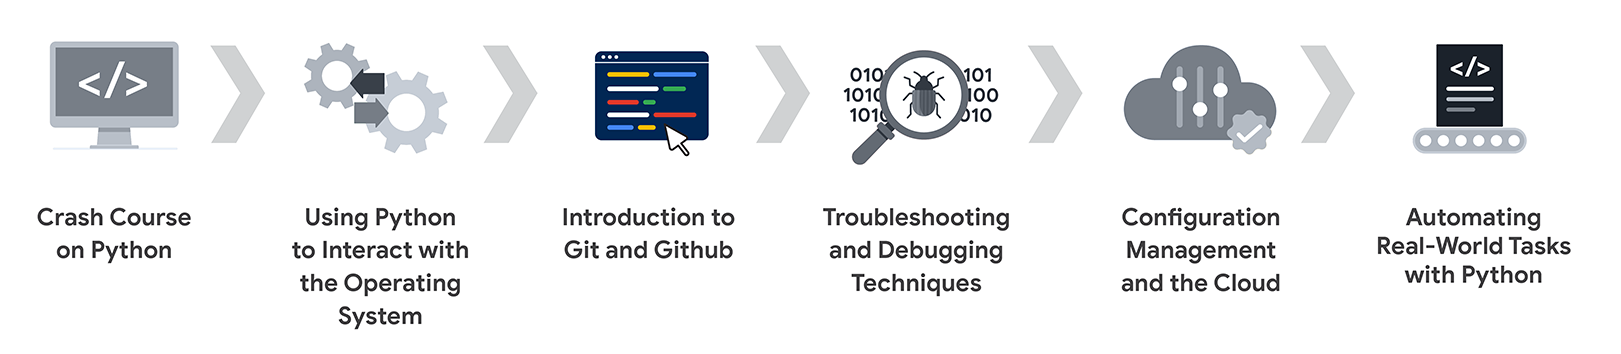 </>
Crash Course
on Python
Using Python
to Interact with
the Operating
System
Introduction to
Git and Github
010 101
1010 100
1010 010
Troubleshooting
and Debugging
Techniques
Configuration
Management
and the Cloud
</>
Automating
Real-World Tasks
with Python